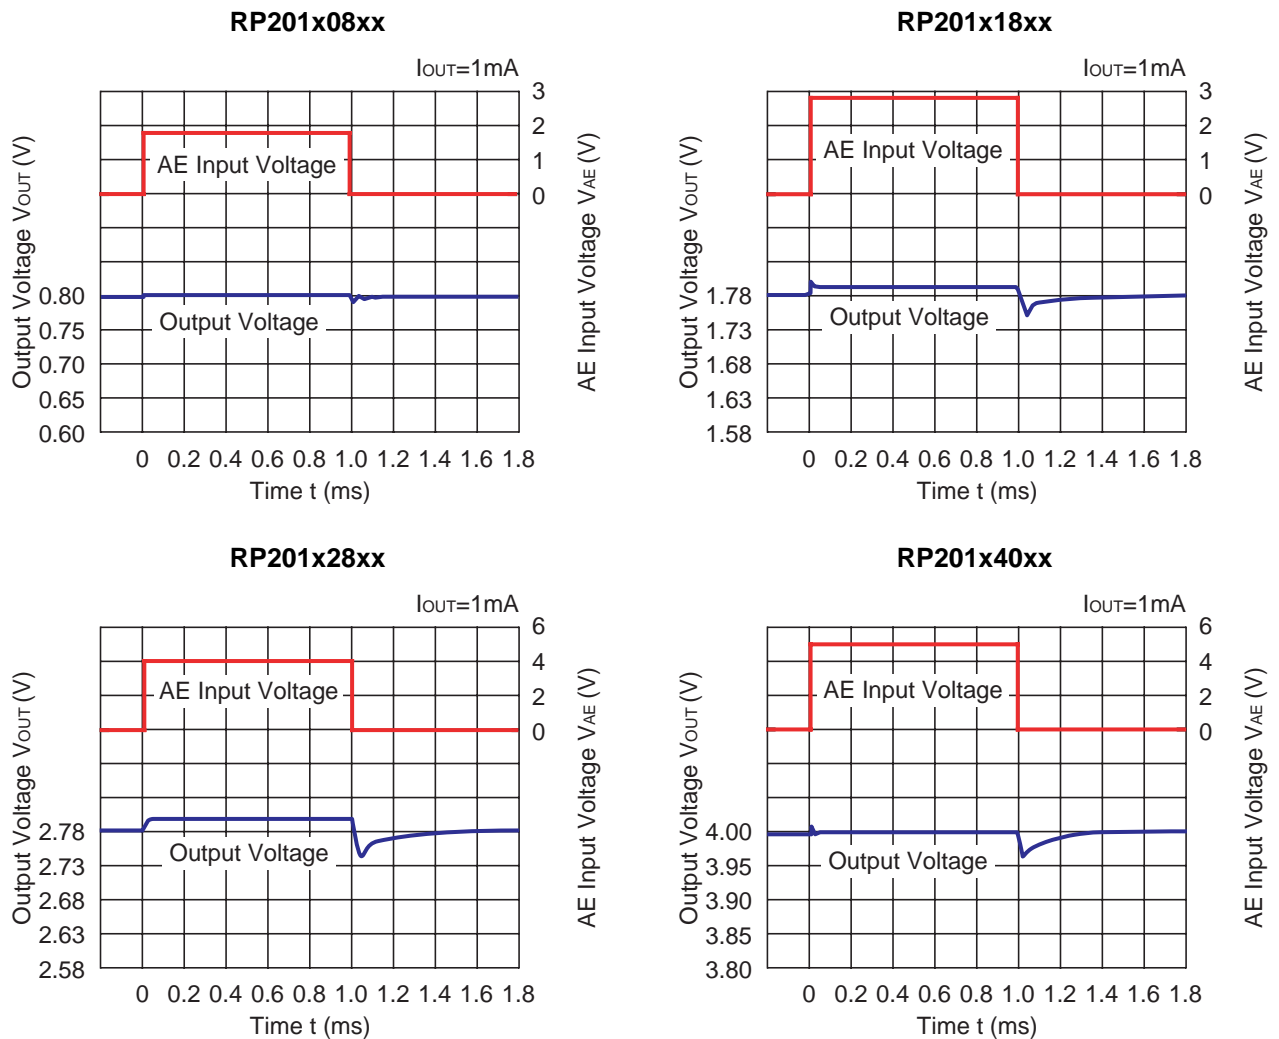 RP201x08xx
IOUT=1mA
Output Voltage VOUT (V)
AE Input Voltage VAE (V)
3
2
1
0
AE Input Voltage
Output Voltage
0.80
0.75
0.70
0.65
0.60
0 0.2 0.4 0.6 0.8 1.0 1.2 1.4 1.6 1.8
Time t (ms)
RP201x18xx
IOUT=1mA
Output Voltage VOUT (V)
AE Input Voltage VAE (V)
3
2
1
0
AE Input Voltage
Output Voltage
1.78
1.73
1.68
1.63
1.58
0 0.2 0.4 0.6 0.8 1.0 1.2 1.4 1.6 1.8
Time t (ms)
RP201x28xx
IOUT=1mA
Output Voltage VOUT (V)
AE Input Voltage VAE (V)
6
4
2
0
AE Input Voltage
Output Voltage
2.78
2.73
2.68
2.63
2.58
0 0.2 0.4 0.6 0.8 1.0 1.2 1.4 1.6 1.8
Time t (ms)
RP201x40xx
IOUT=1mA
Output Voltage VOUT (V)
AE Input Voltage VAE (V)
6
4
2
0
AE Input Voltage
Output Voltage
4.00
3.95
3.90
3.85
3.80
0 0.2 0.4 0.6 0.8 1.0 1.2 1.4 1.6 1.8
Time t (ms)